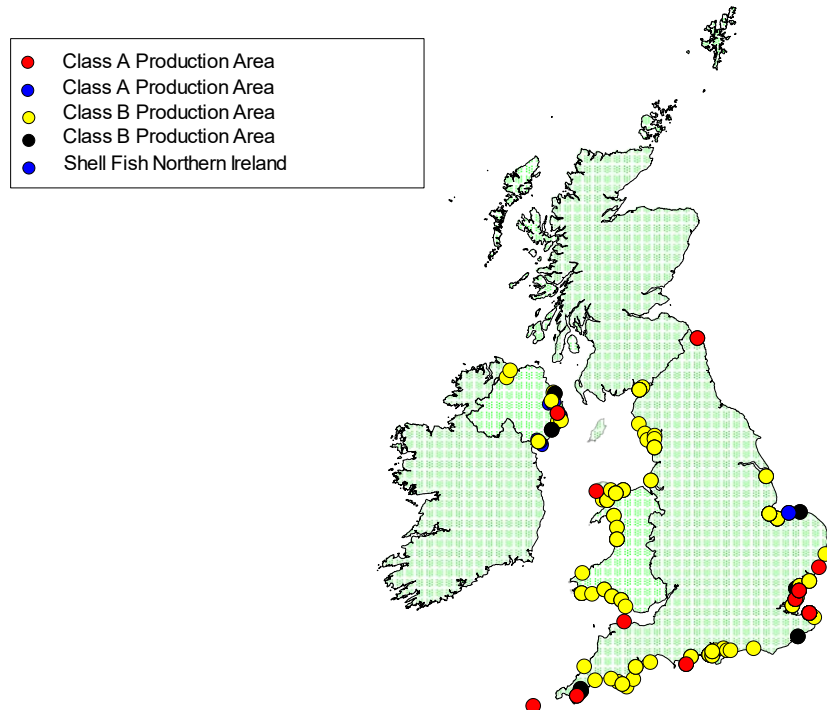 Class A Production Area
Class A Production Area
Class B Production Area
Class B Production Area
Shell Fish Northern Ireland